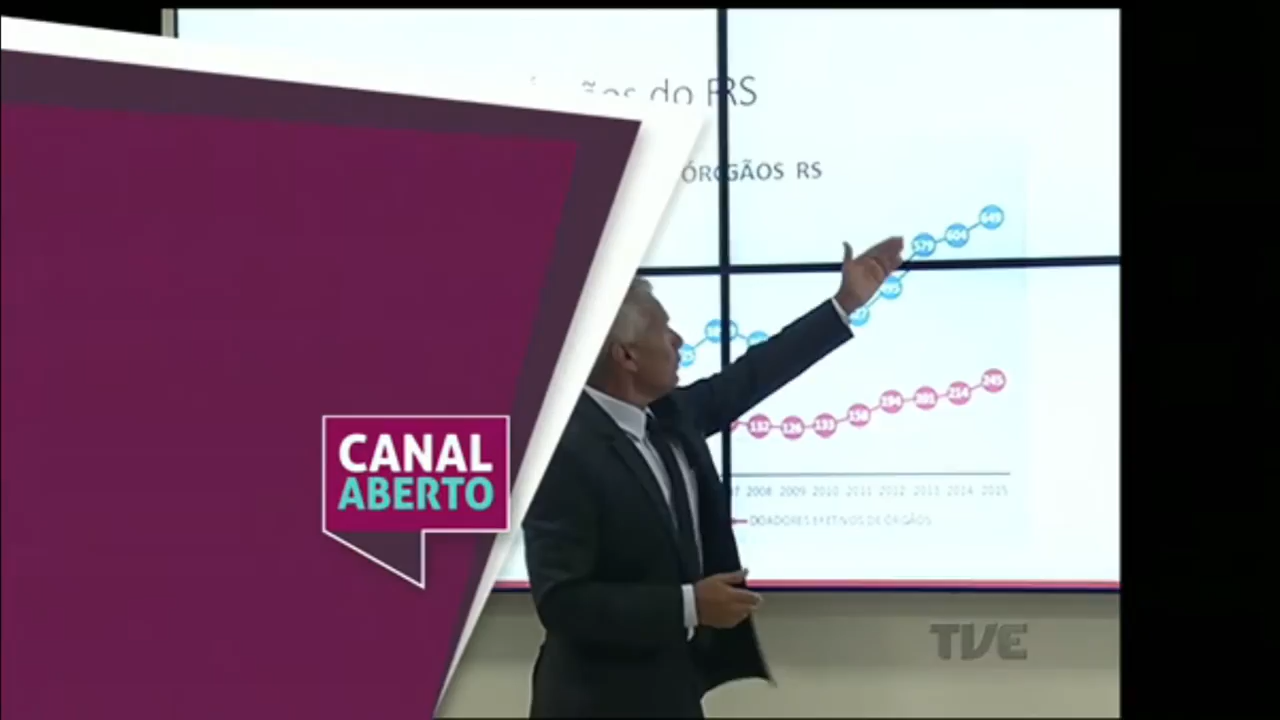 do RS
ÓRGÃOS RS
649
604
579
495
245
214
201
194
158
133
126
132
2008 2009 2010 2011 2012 2013 2014 2015
DOADORES EFETIVOS DE ÓRGÃOS
CANAL
ABERTO
TVE